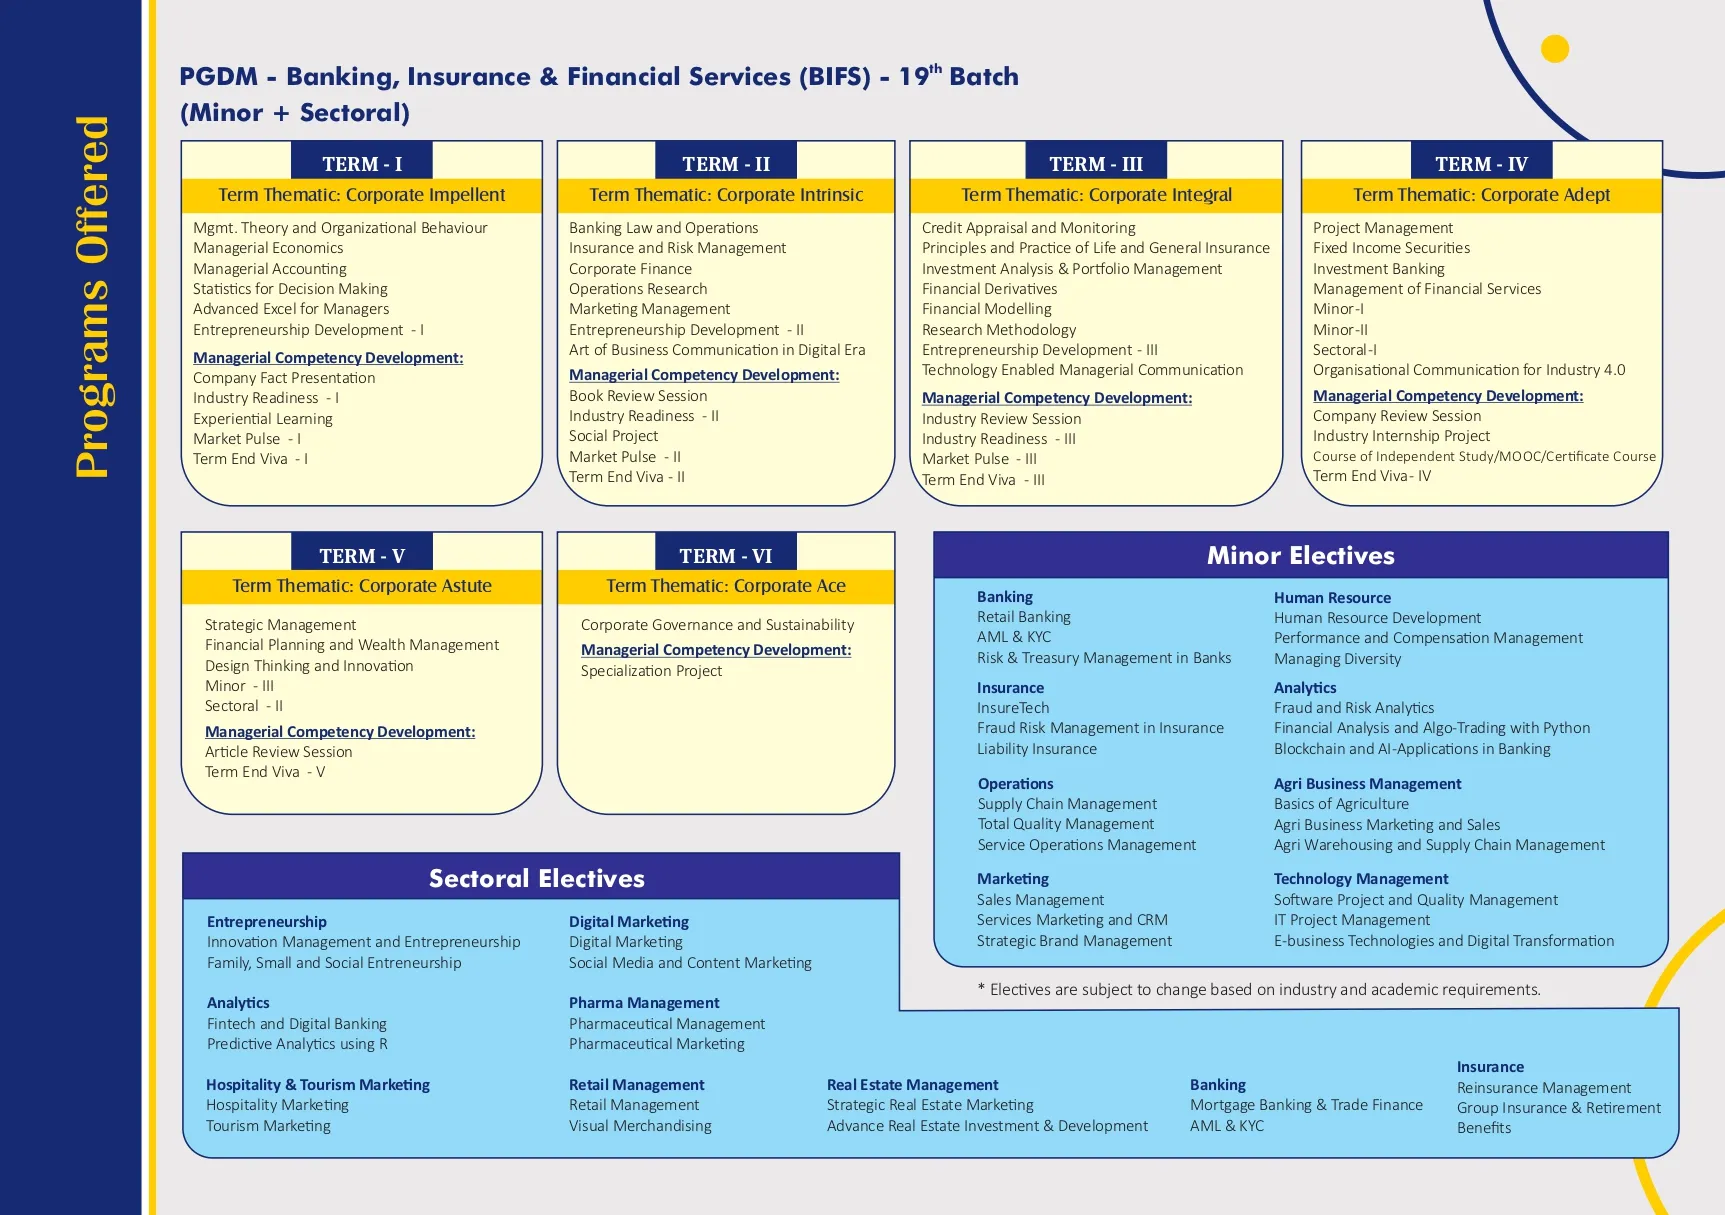 Programs Offered
PGDM - Banking, Insurance & Financial Services (BIFS) - 19th Batch
(Minor + Sectoral)
TERM - I
Term Thematic: Corporate Impellent
Mgmt. Theory and Organizational Behaviour
Managerial Economics
Managerial Accounting
Statistics for Decision Making
Advanced Excel for Managers
Entrepreneurship Development - I
Managerial Competency Development:
Company Fact Presentation
Industry Readiness - I
Experiential Learning
Market Pulse - I
Term End Viva - I
TERM - II
Term Thematic: Corporate Intrinsic
Banking Law and Operations
Insurance and Risk Management
Corporate Finance
Operations Research
Marketing Management
Entrepreneurship Development - II
Art of Business Communication in Digital Era
Managerial Competency Development:
Book Review Session
Industry Readiness - II
Social Project
Market Pulse - II
Term End Viva - II
TERM - III
Term Thematic: Corporate Integral
Credit Appraisal and Monitoring
Principles and Practice of Life and General Insurance
Investment Analysis & Portfolio Management
Financial Derivatives
Financial Modelling
Research Methodology
Entrepreneurship Development - III
Technology Enabled Managerial Communication
Managerial Competency Development:
Industry Review Session
Industry Readiness - III
Market Pulse - III
Term End Viva - III
TERM - IV
Term Thematic: Corporate Adept
Project Management
Fixed Income Securities
Investment Banking
Management of Financial Services
Minor-I
Minor-II
Sectoral-I
Organisational Communication for Industry 4.0
Managerial Competency Development:
Company Review Session
Industry Internship Project
Course of Independent Study/MOOC/Certificate Course
Term End Viva- IV
TERM - V
Term Thematic: Corporate Astute
Strategic Management
Financial Planning and Wealth Management
Design Thinking and Innovation
Minor - III
Sectoral - II
Managerial Competency Development:
Article Review Session
Term End Viva - V
TERM - VI
Term Thematic: Corporate Ace
Corporate Governance and Sustainability
Managerial Competency Development:
Specialization Project
Minor Electives
Banking
Retail Banking
AML & KYC
Risk & Treasury Management in Banks
Insurance
InsureTech
Fraud Risk Management in Insurance
Liability Insurance
Operations
Supply Chain Management
Total Quality Management
Service Operations Management
Marketing
Sales Management
Services Marketing and CRM
Strategic Brand Management
Human Resource
Human Resource Development
Performance and Compensation Management
Managing Diversity
Analytics
Fraud and Risk Analytics
Financial Analysis and Algo-Trading with Python
Blockchain and AI-Applications in Banking
Agri Business Management
Basics of Agriculture
Agri Business Marketing and Sales
Agri Warehousing and Supply Chain Management
Technology Management
Software Project and Quality Management
IT Project Management
E-business Technologies and Digital Transformation
* Electives are subject to change based on industry and academic requirements.
Sectoral Electives
Entrepreneurship
Innovation Management and Entrepreneurship
Family, Small and Social Entreneurship
Analytics
Fintech and Digital Banking
Predictive Analytics using R
Hospitality & Tourism Marketing
Hospitality Marketing
Tourism Marketing
Digital Marketing
Digital Marketing
Social Media and Content Marketing
Pharma Management
Pharmaceutical Management
Pharmaceutical Marketing
Retail Management
Retail Management
Visual Merchandising
Real Estate Management
Strategic Real Estate Marketing
Advance Real Estate Investment & Development
Banking
Mortgage Banking & Trade Finance
AML & KYC
Insurance
Reinsurance Management
Group Insurance & Retirement
Benefits